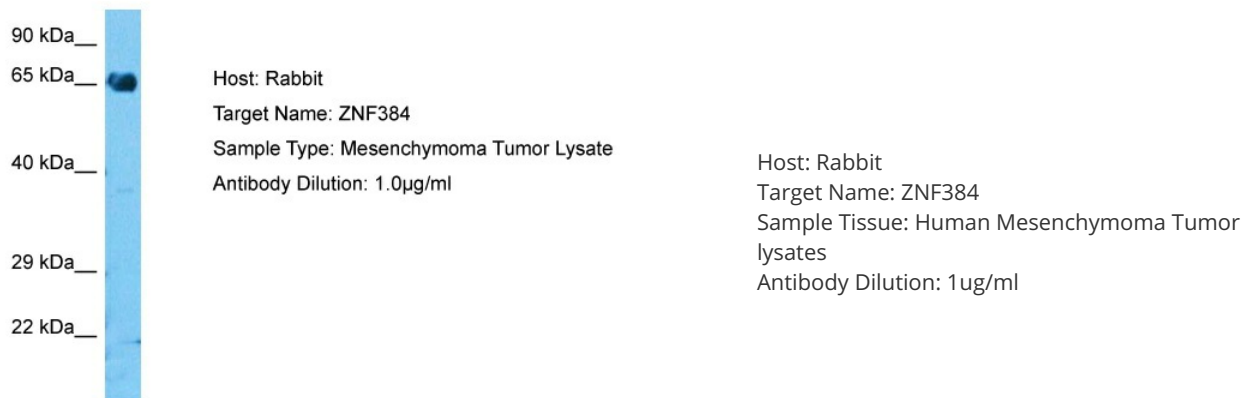 90 kDa__
65 kDa__
40 kDa__
29 kDa__
22 kDa__
Host: Rabbit
Target Name: ZNF384
Sample Type: Mesenchymoma Tumor Lysate
Antibody Dilution: 1.0µg/ml
Host: Rabbit
Target Name: ZNF384
Sample Tissue: Human Mesenchymoma Tumor
lysates
Antibody Dilution: 1ug/ml